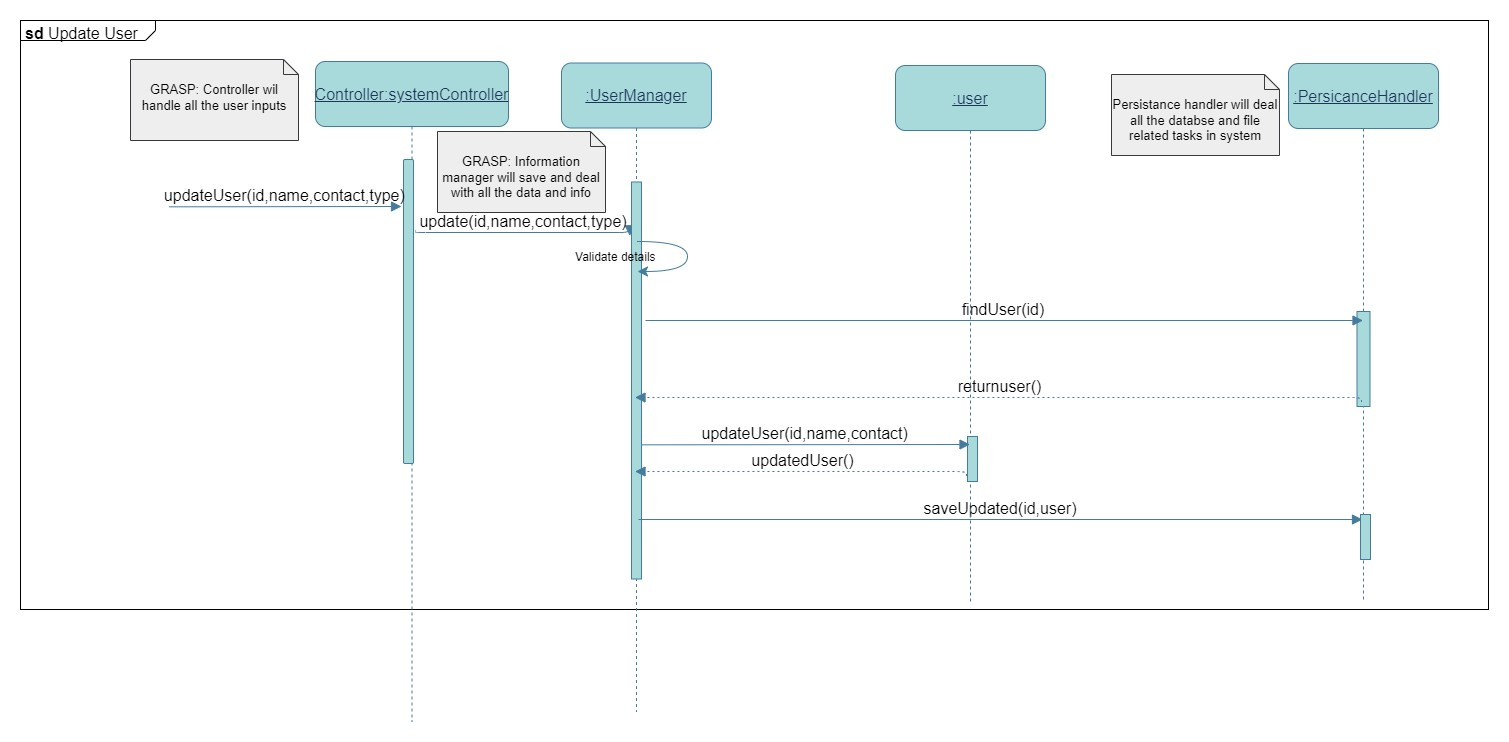 sd Update User
GRASP: Controller wil
handle all the user inputs
Controller:systemController
:UserManager
:user
Persistance handler will deal
all the databse and file
related tasks in system
:PersicanceHandler
GRASP: Information
manager will save and deal
with all the data and info
updateUser(id,name,contact,type)
update(id,name,contact,type)
Validate details
findUser(id)
returnuser()
updateUser(id,name,contact)
updatedUser()
saveUpdated(id,user)